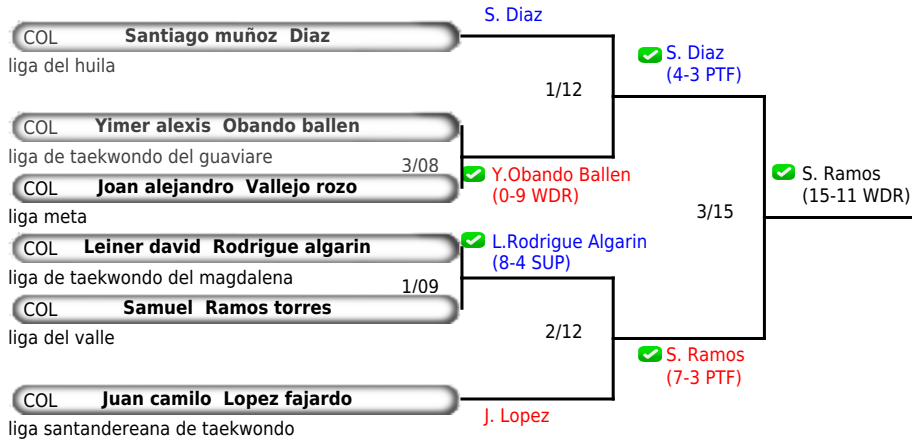 S. Diaz
COL Santiago muñoz Diaz
liga del huila
S. Diaz
(4-3 PTF)
1/12
COL Yimer alexis Obando ballen
liga de taekwondo del guaviare
3/08
Y.Obando Ballen
(0-9 WDR)
COL Joan alejandro Vallejo rozo
liga meta
S. Ramos
(15-11 WDR)
3/15
COL Leiner david Rodrigue algarin
liga de taekwondo del magdalena
L.Rodrigue Algarin
(8-4 SUP)
1/09
COL Samuel Ramos torres
liga del valle
2/12
S. Ramos
(7-3 PTF)
COL Juan camilo Lopez fajardo
liga santandereana de taekwondo
J. Lopez